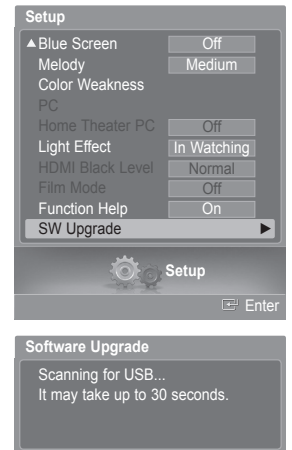 Setup
▲Blue Screen Off
Melody Medium
Color Weakness
PC
Home Theater PC Off
Light Effect In Watching
HDMI Black Level Normal
Film Mode Off
Function Help On
SW Upgrade ►
Setup
Enter
Software Upgrade
Scanning for USB...
It may take up to 30 seconds.